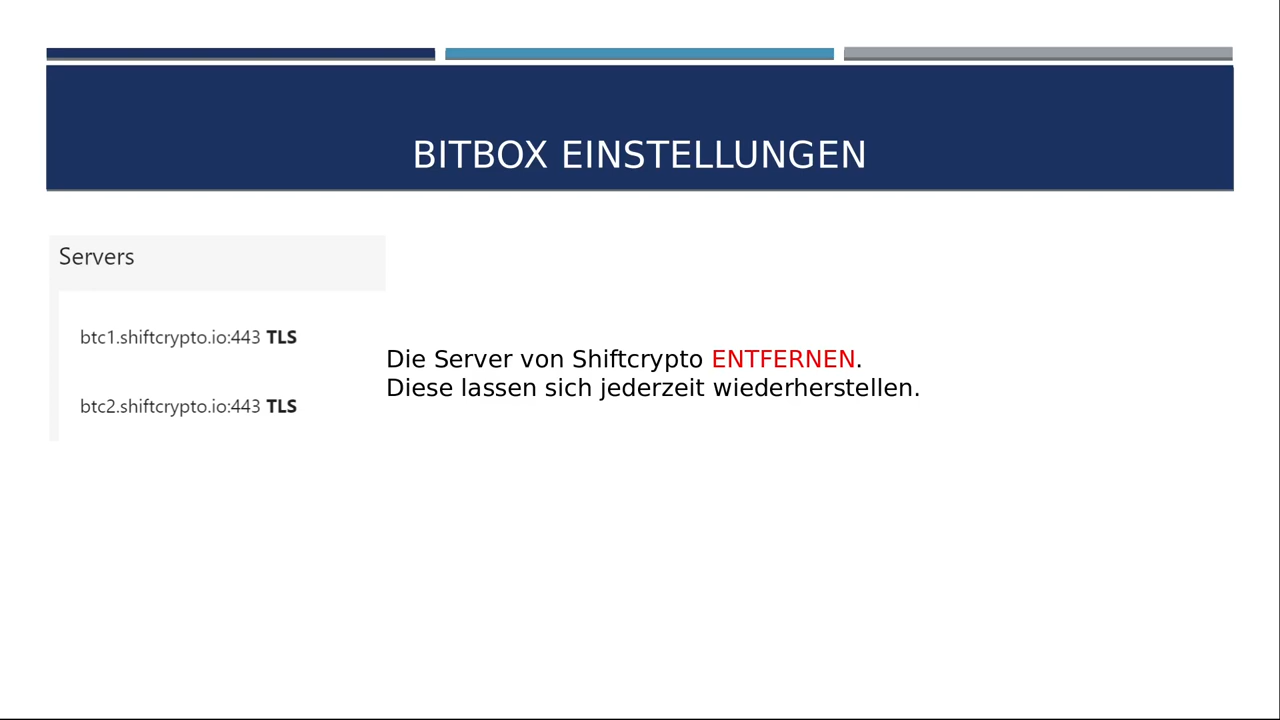 BITBOX EINSTELLUNGEN
Servers
btc1.shiftcrypto.io:443 TLS
btc2.shiftcrypto.io:443 TLS
Die Server von Shiftcrypto ENTFERNEN.
Diese lassen sich jederzeit wiederherstellen.